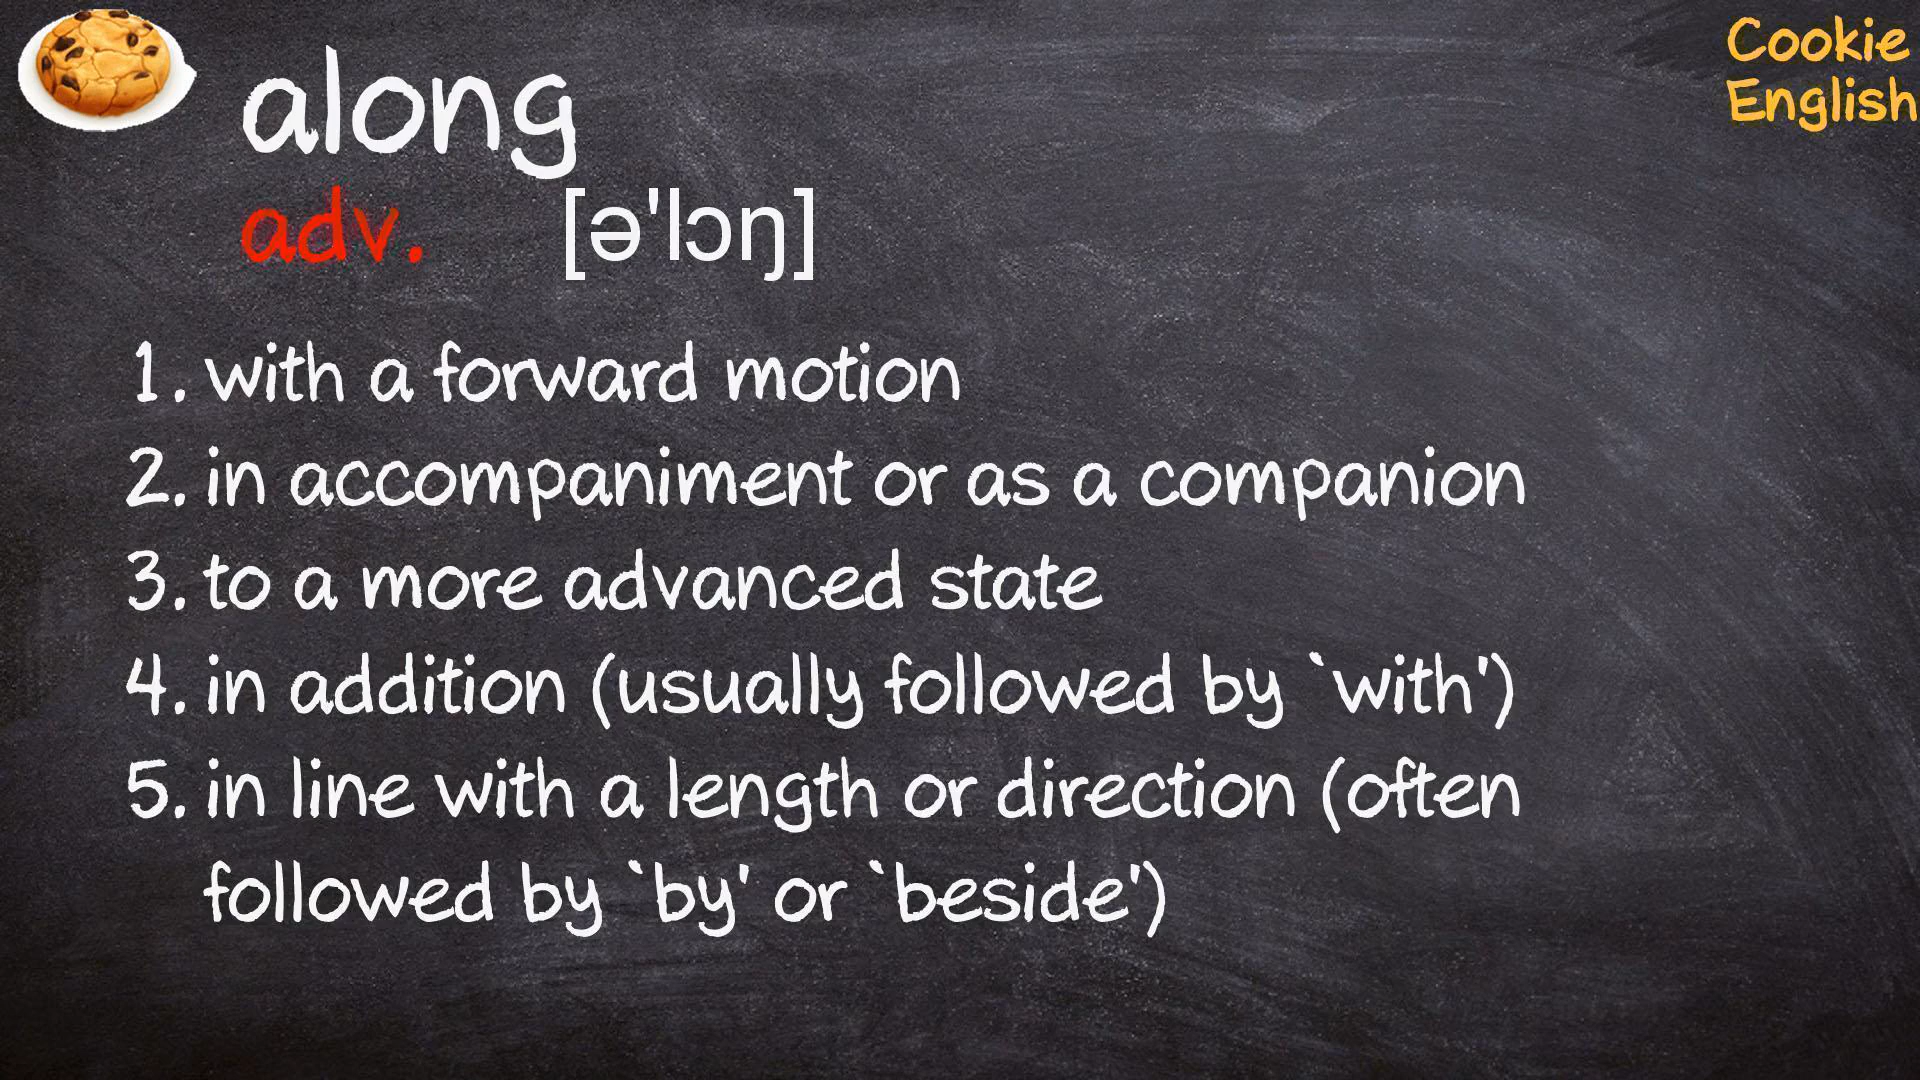 along
Cookie
English
adv. [ə'lɔŋ]
1. with a forward motion
2. in accompaniment or as a companion
3. to a more advanced state
4. in addition (usually followed by `with')
5. in line with a length or direction (often
followed by `by' or `beside')